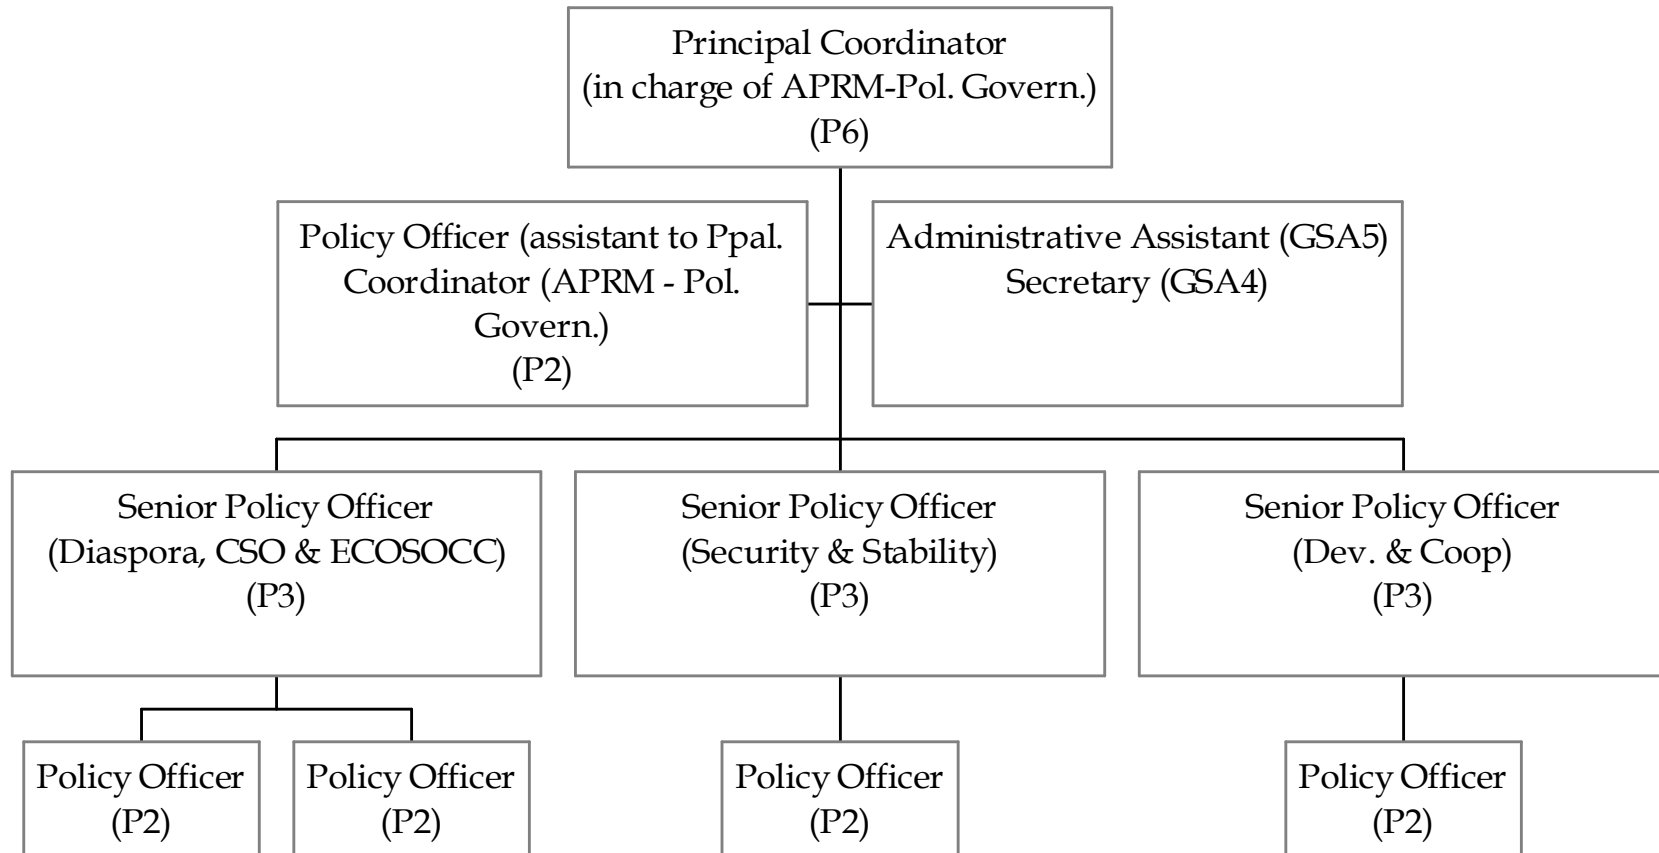 Principal Coordinator
(in charge of APRM-Pol. Govern.)
(P6)
Policy Officer (assistant to Ppal.
Coordinator (APRM - Pol.
Govern.)
(P2)
Administrative Assistant (GSA5)
Secretary (GSA4)
Senior Policy Officer
(Diaspora, CSO & ECOSOCC)
(P3)
Senior Policy Officer
(Security & Stability)
(P3)
Senior Policy Officer
(Dev. & Coop)
(P3)
Policy Officer
(P2)
Policy Officer
(P2)
Policy Officer
(P2)
Policy Officer
(P2)